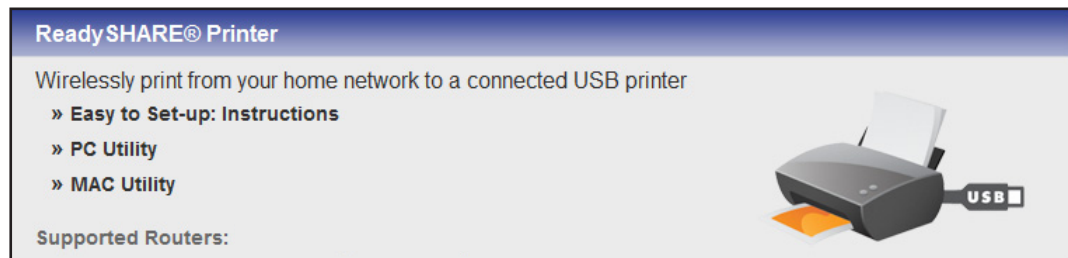 ReadySHARE® Printer
Wirelessly print from your home network to a connected USB printer
» Easy to Set-up: Instructions
» PC Utility
» MAC Utility
USB
Supported Routers: